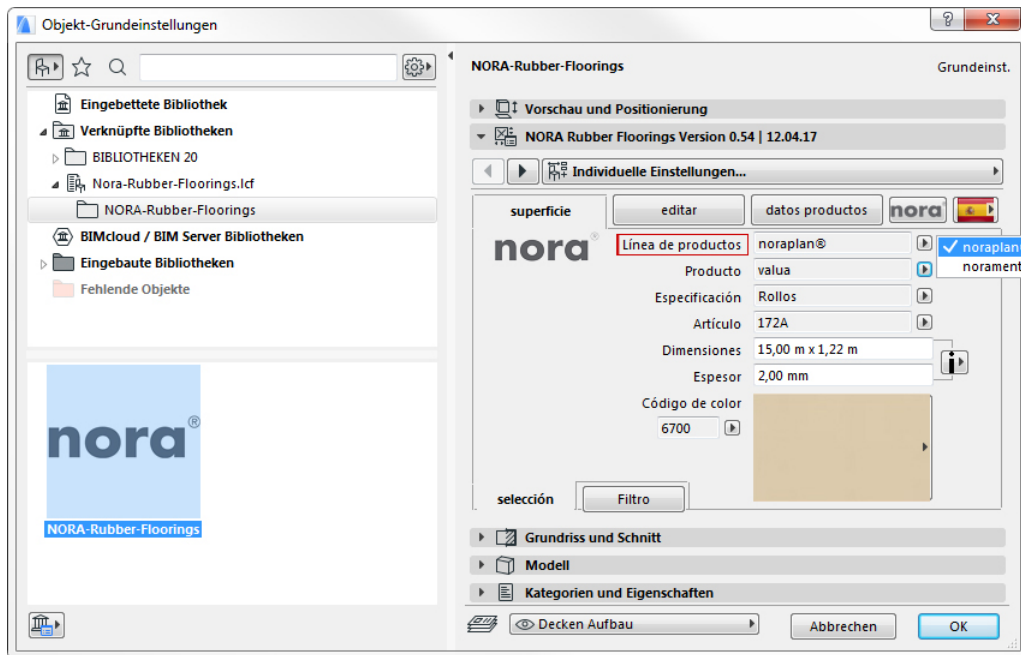 Objekt-Grundeinstellungen
Eingebettete Bibliothek
Verknüpfte Bibliotheken
BIBLIOTHEKEN 20
Nora-Rubber-Floorings.lcf
NORA-Rubber-Floorings
BIMcloud / BIM Server Bibliotheken
Eingebaute Bibliotheken
Fehlende Objekte
nora®
NORA-Rubber-Floorings
NORA-Rubber-Floorings Grundeinst.
Vorschau und Positionierung
NORA Rubber Floorings Version 0.54 | 12.04.17
Individuelle Einstellungen...
superficie editar datos productos nora
nora®
Línea de productos noraplan® noraplan
norament
Producto valua
Especificación Rollos
Artículo 172A
Dimensiones 15,00 m x 1,22 m
Espesor 2,00 mm
Código de color
6700
selección Filtro
Grundriss und Schnitt
Modell
Kategorien und Eigenschaften
Decken Aufbau Abbrechen OK